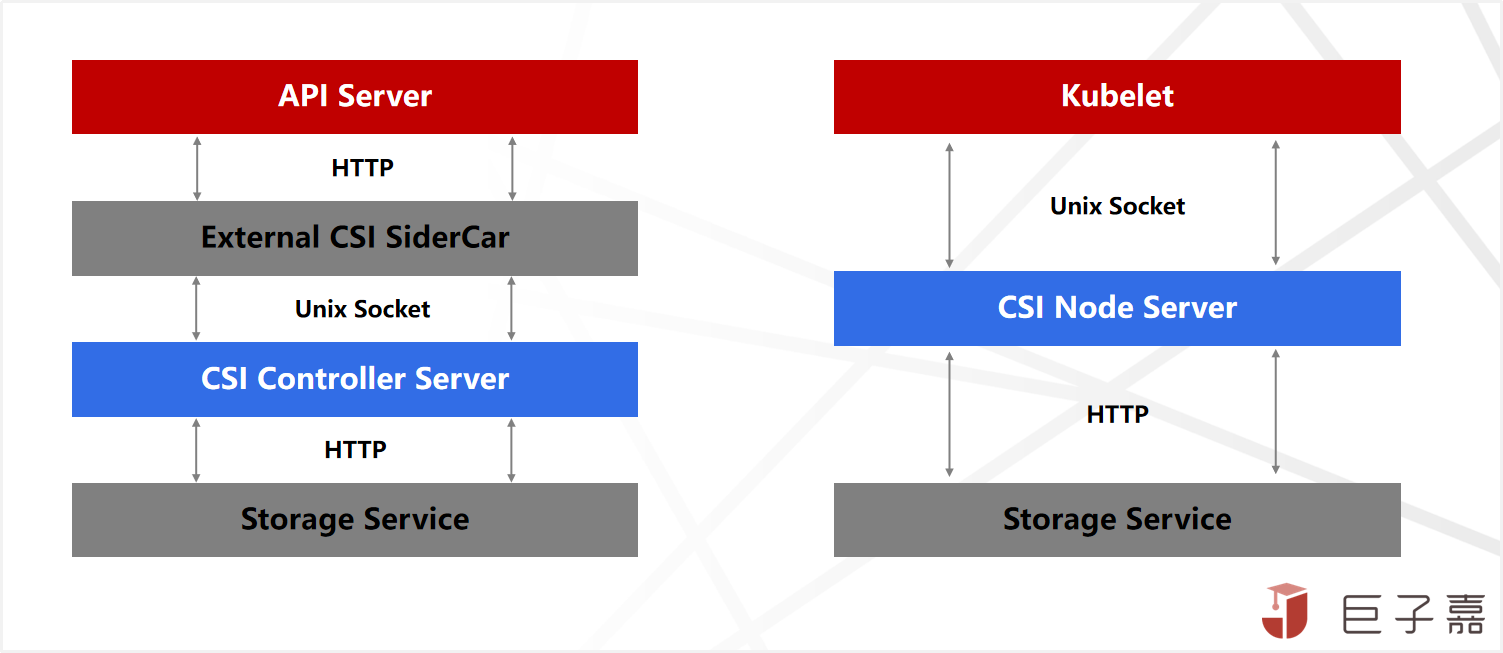 API Server
HTTP
External CSI SiderCar
Unix Socket
CSI Controller Server
HTTP
Storage Service
Kubelet
Unix Socket
CSI Node Server
HTTP
Storage Service
巨子嘉